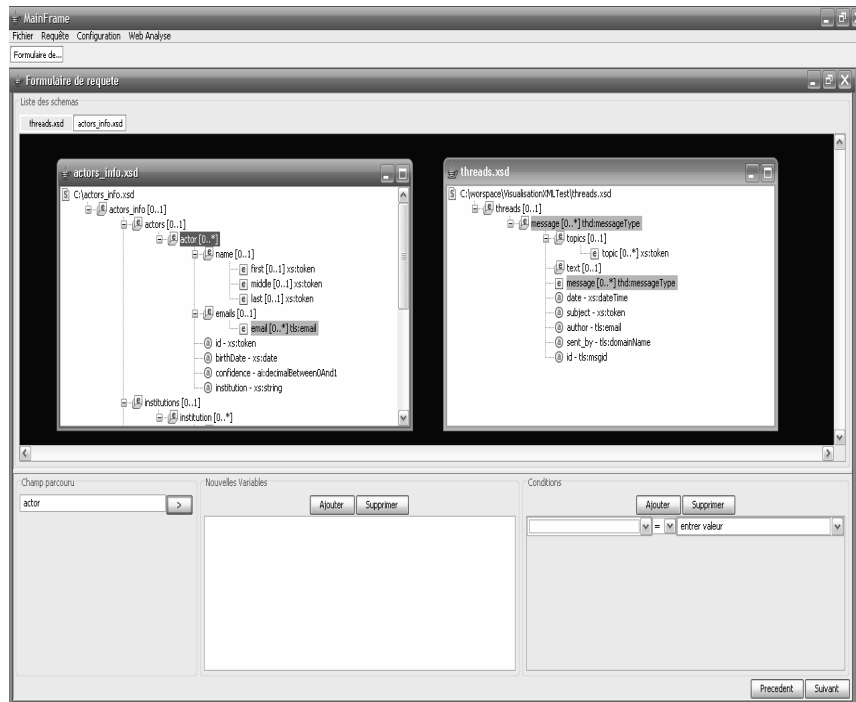 MainFrame
Fichier Requête Configuration Web Analyse
Formulaire de...
Formulaire de requete
Liste des schemas
threads.xsd actors_info.xsd
actors_info.xsd
C:\actors_info.xsd
actors_info [0..1]
actors [0..1]
actor [0..*]
name [0..1]
first [0..1] xs:token
middle [0..1] xs:token
last [0..1] xs:token
emails [0..1]
email [0..*] tls:email
id - xs:token
birthDate - xs:date
confidence - ai:decimalBetween0And1
institution - xs:string
institutions [0..1]
institution [0..*]
threads.xsd
C:\worspace\VisualisationXMLTest\threads.xsd
threads [0..1]
message [0..*] thd:messageType
topics [0..1]
topic [0..*] xs:token
text [0..1]
message [0..*] thd:messageType
date - xs:dateTime
subject - xs:token
author - tls:email
sent_by - tls:domainName
id - tls:msgid
Champ parcouru
actor >
Nouvelles Variables
Ajouter Supprimer
Conditions
Ajouter Supprimer
= entrer valeur
Precedent Suivant